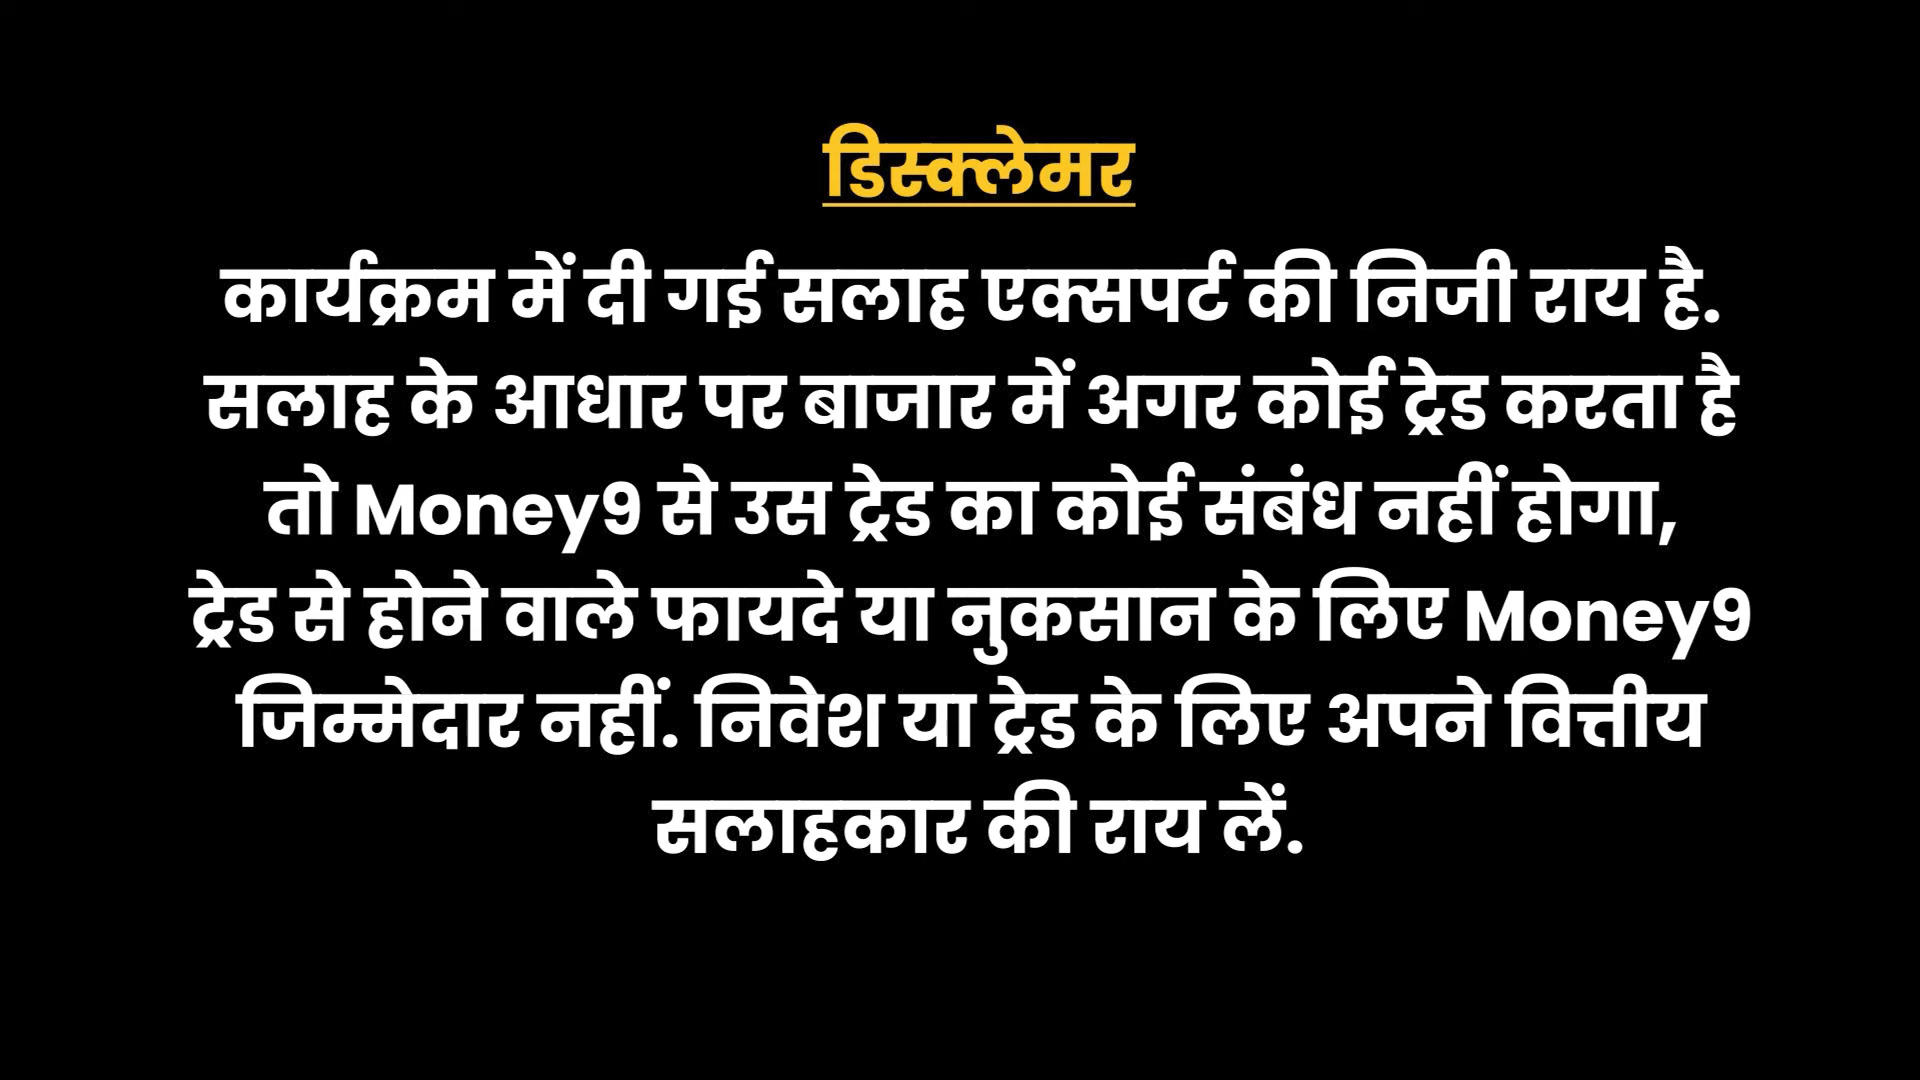 डिस्क्लेमर
कार्यक्रम में दी गई सलाह एक्सपर्ट की निजी राय है.
सलाह के आधार पर बाजार में अगर कोई ट्रेड करता है
तो Money9 से उस ट्रेड का कोई संबंध नहीं होगा,
ट्रेड से होने वाले फायदे या नुकसान के लिए Money9
जिम्मेदार नहीं. निवेश या ट्रेड के लिए अपने वित्तीय
सलाहकार की राय लें.